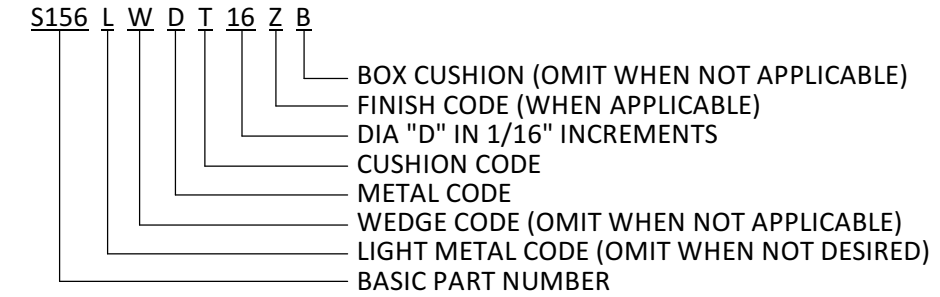 S156 L W D T 16 Z B
BOX CUSHION (OMIT WHEN NOT APPLICABLE)
FINISH CODE (WHEN APPLICABLE)
DIA "D" IN 1/16" INCREMENTS
CUSHION CODE
METAL CODE
WEDGE CODE (OMIT WHEN NOT APPLICABLE)
LIGHT METAL CODE (OMIT WHEN NOT DESIRED)
BASIC PART NUMBER